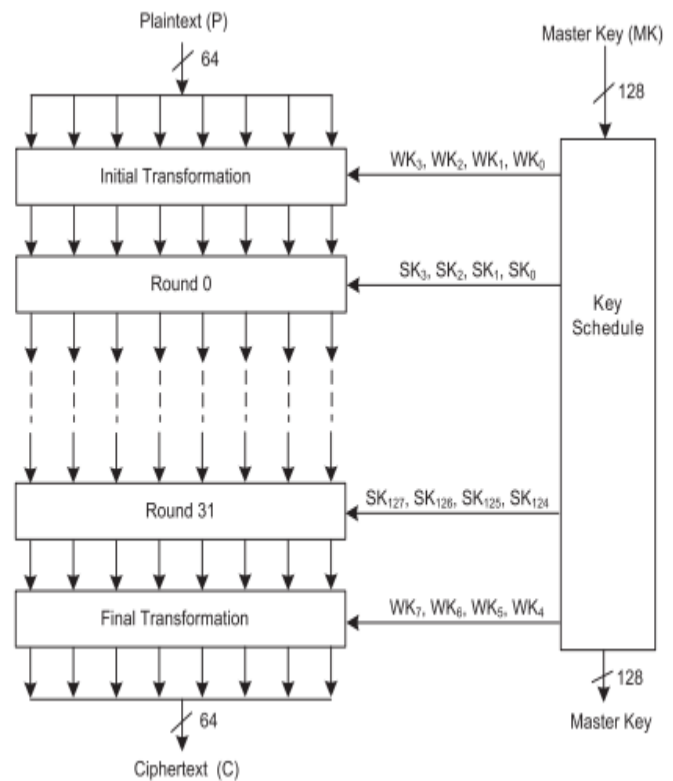 Plaintext (P)
64
Master Key (MK)
128
Initial Transformation
WK₃, WK₂, WK₁, WK₀
Round 0
SK₃, SK₂, SK₁, SK₀
Key
Schedule
Round 31
SK₁₂₇, SK₁₂₆, SK₁₂₅, SK₁₂₄
Final Transformation
WK₇, WK₆, WK₅, WK₄
64
Ciphertext (C)
128
Master Key